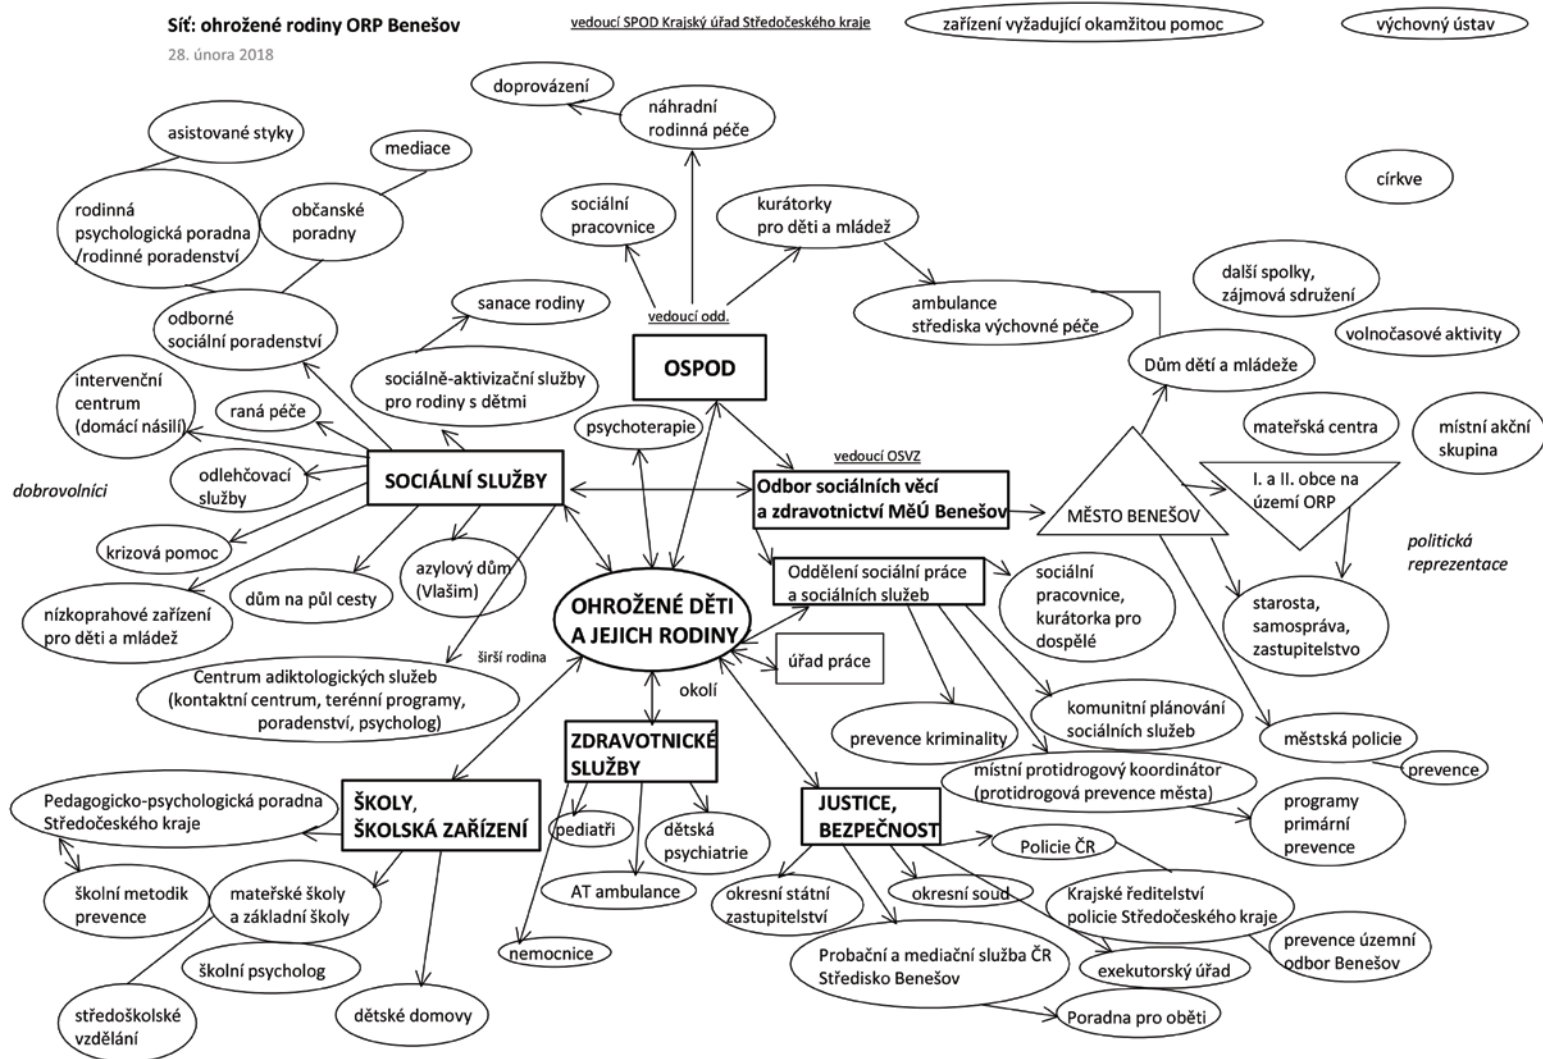 Síť: ohrožené rodiny ORP Benešov
28. února 2018
vedoucí SPOD Krajský úřad Středočeského kraje
zařízení vyžadující okamžitou pomoc
výchovný ústav
doprovázení
náhradní
rodinná péče
asistované styky
mediace
církve
rodinná
psychologická poradna
/rodinné poradenství
občanské
poradny
sociální
pracovnice
kurátorky
pro děti a mládež
další spolky,
zájmová sdružení
sanace rodiny
vedoucí odd.
ambulance
střediska výchovné péče
odborné
sociální poradenství
volnočasové aktivity
OSPOD
Dům dětí a mládeže
intervenční
centrum
(domácí násilí)
raná péče
sociálně-aktivizační služby
pro rodiny s dětmi
psychoterapie
mateřská centra
místní akční
skupina
vedoucí OSVZ
dobrovolníci
odlehčovací
služby
SOCIÁLNÍ SLUŽBY
Odbor sociálních věcí
a zdravotnictví MěÚ Benešov
MĚSTO BENEŠOV
I. a II. obce na
území ORP
politická
reprezentace
krizová pomoc
dům na půl cesty
azylový dům
(Vlašim)
Oddělení sociální práce
a sociálních služeb
sociální
pracovnice,
kurátorka pro
dospělé
starosta,
samospráva,
zastupitelstvo
nízkoprahové zařízení
pro děti a mládež
OHROŽENÉ DĚTI
A JEJICH RODINY
širší rodina
úřad práce
okolí
Centrum adiktologických služeb
(kontaktní centrum, terénní programy,
poradenství, psycholog)
prevence kriminality
komunitní plánování
sociálních služeb
městská policie
prevence
ZDRAVOTNICKÉ
SLUŽBY
místní protidrogový koordinátor
(protidrogová prevence města)
programy
primární
prevence
Pedagogicko-psychologická poradna
Středočeského kraje
ŠKOLY,
ŠKOLSKÁ ZAŘÍZENÍ
pediatři
dětská
psychiatrie
JUSTICE,
BEZPEČNOST
Policie ČR
školní metodik
prevence
mateřské školy
a základní školy
AT ambulance
okresní státní
zastupitelství
okresní soud
Krajské ředitelství
policie Středočeského kraje
školní psycholog
nemocnice
Probační a mediační služba ČR
Středisko Benešov
exekutorský úřad
prevence územní
odbor Benešov
středoškolské
vzdělání
dětské domovy
Poradna pro oběti